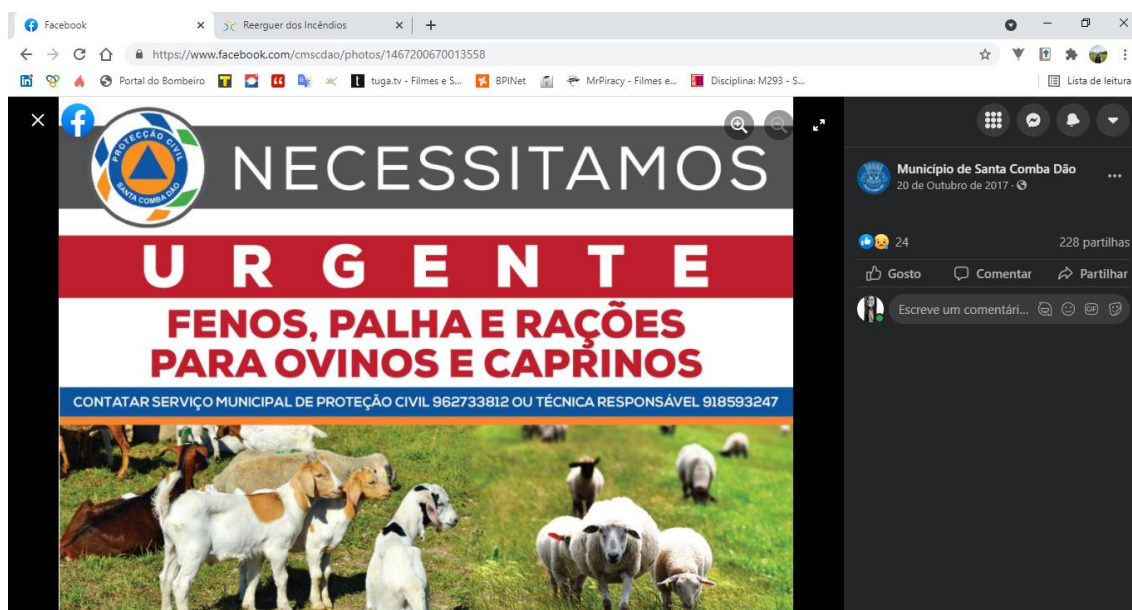 Facebook
Reerguer dos Incêndios
https://www.facebook.com/cmscdao/photos/1467200670013558
Portal do Bombeiro
tuga.tv - Filmes e S...
BPINet
MrPiracy - Filmes e...
Disciplina: M293 - S...
Lista de leitura
PROTECÇÃO CIVIL
SANTA COMBA DÃO
NECESSITAMOS
URGENTE
FENOS, PALHA E RAÇÕES
PARA OVINOS E CAPRINOS
CONTATAR SERVIÇO MUNICIPAL DE PROTEÇÃO CIVIL 962733812 OU TÉCNICA RESPONSÁVEL 918593247
Município de Santa Comba Dão
20 de Outubro de 2017 ·
24
228 partilhas
Gosto
Comentar
Partilhar
Escreve um comentári...
GIF